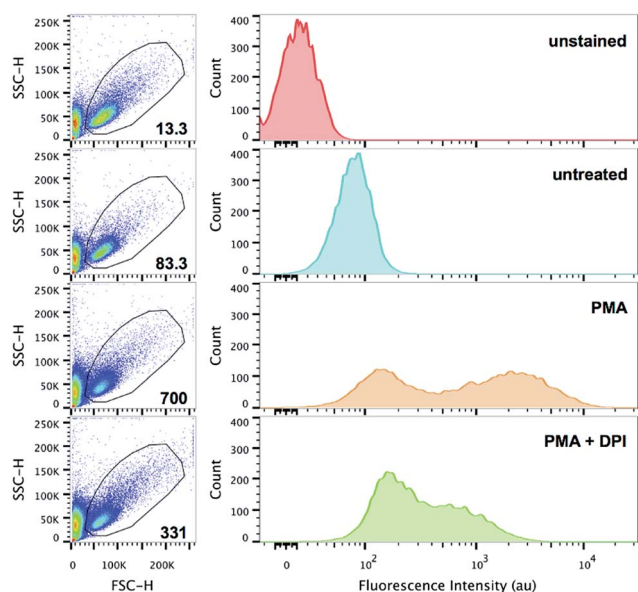 SSC-H
250K
200K
150K
100K
50K
0
13.3
Count
400
300
200
100
0
unstained
SSC-H
250K
200K
150K
100K
50K
0
83.3
Count
400
300
200
100
0
untreated
SSC-H
250K
200K
150K
100K
50K
0
700
Count
400
300
200
100
0
PMA
SSC-H
250K
200K
150K
100K
50K
0
331
Count
400
300
200
100
0
PMA + DPI
0 100K 200K
FSC-H
0 10² 10³ 10⁴
Fluorescence Intensity (au)